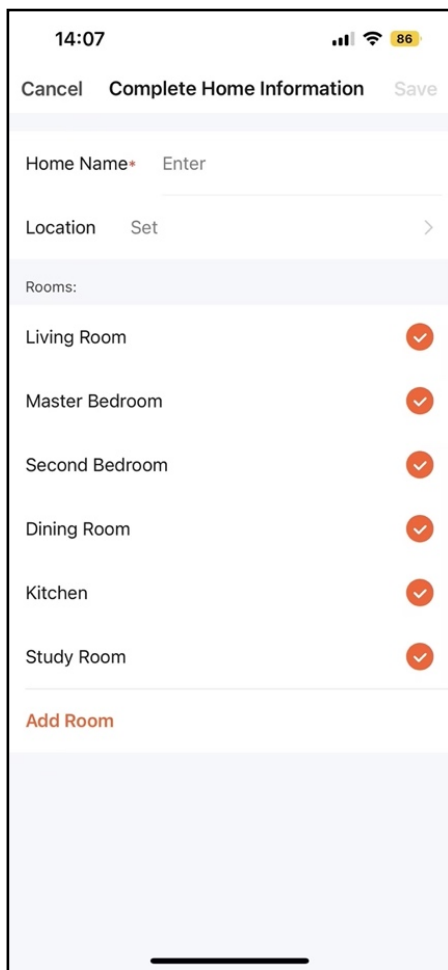 14:07 86
Cancel Complete Home Information Save
Home Name* Enter
Location Set
Rooms:
Living Room
Master Bedroom
Second Bedroom
Dining Room
Kitchen
Study Room
Add Room